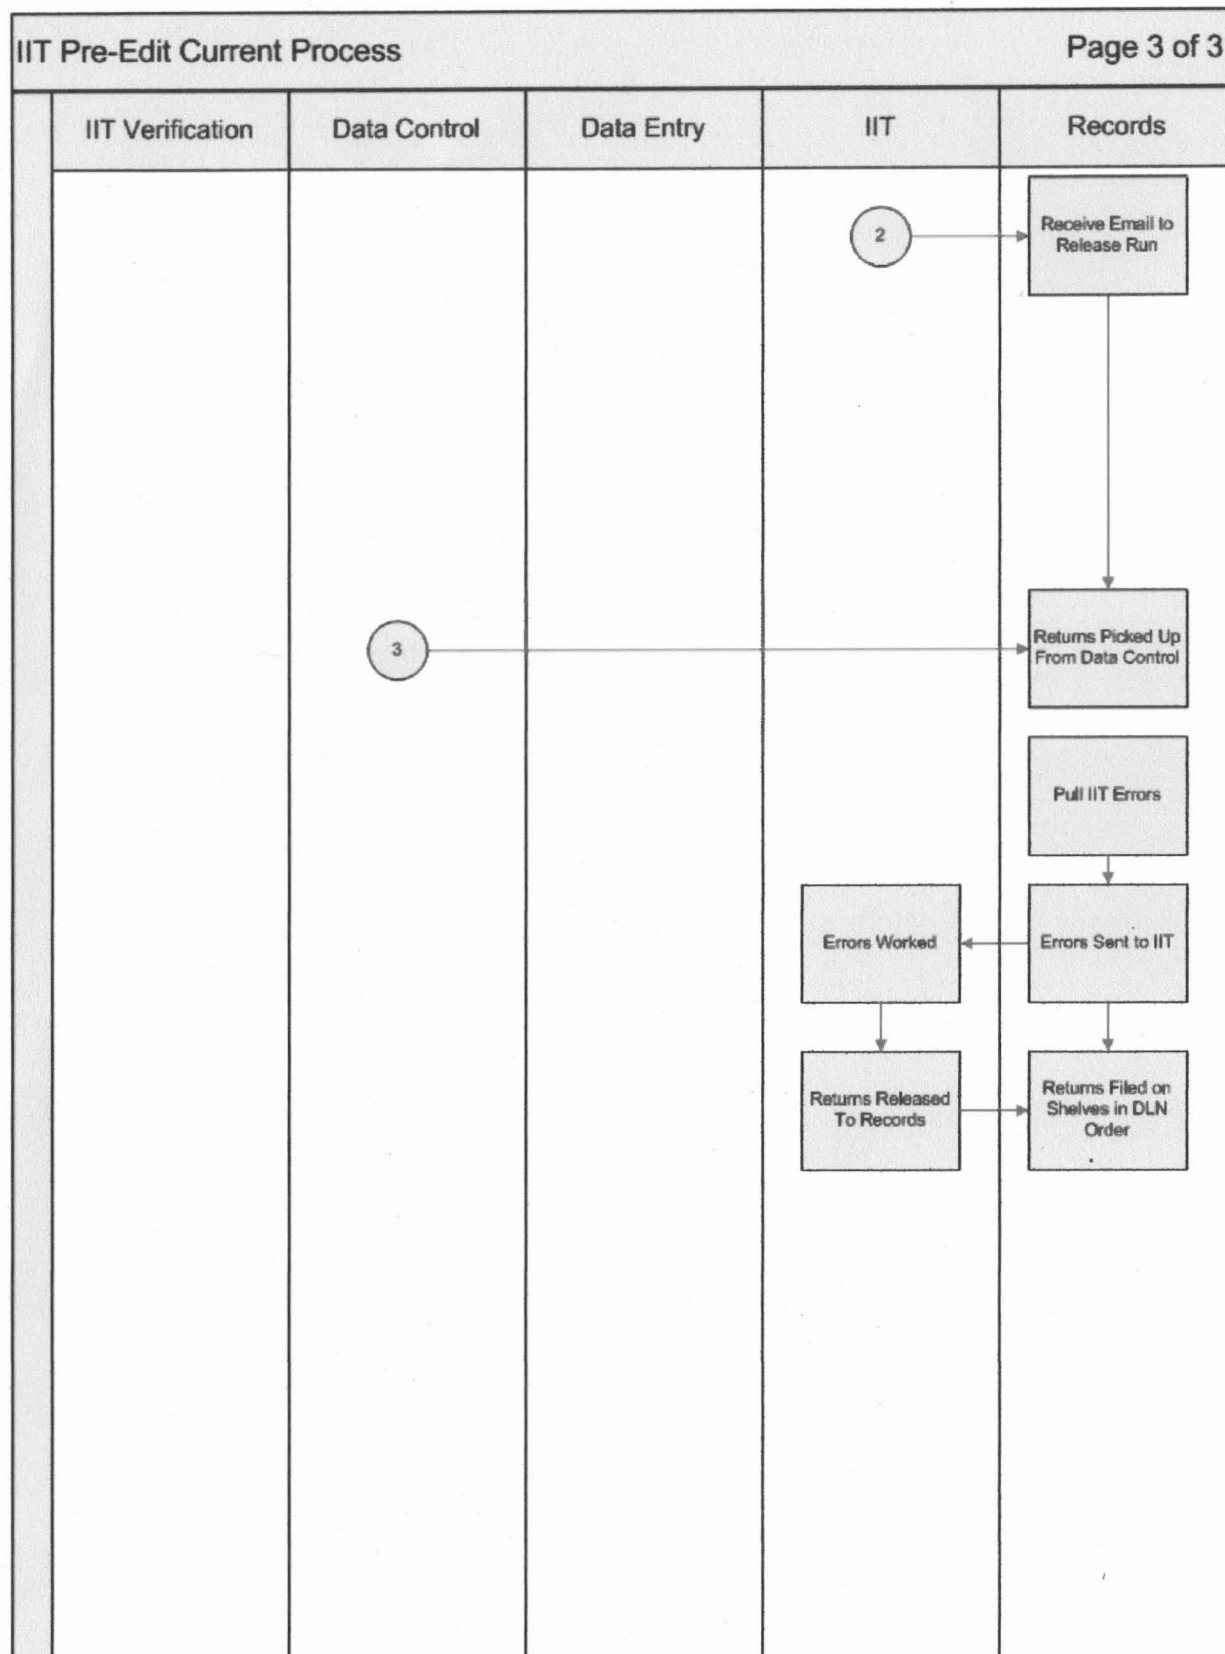 IIT Pre-Edit Current Process
Page 3 of 3
IIT Verification
Data Control
Data Entry
IIT
Records
2
Receive Email to
Release Run
3
Returns Picked Up
From Data Control
Pull IIT Errors
Errors Worked
Errors Sent to IIT
Returns Released
To Records
Returns Filed on
Shelves in DLN
Order